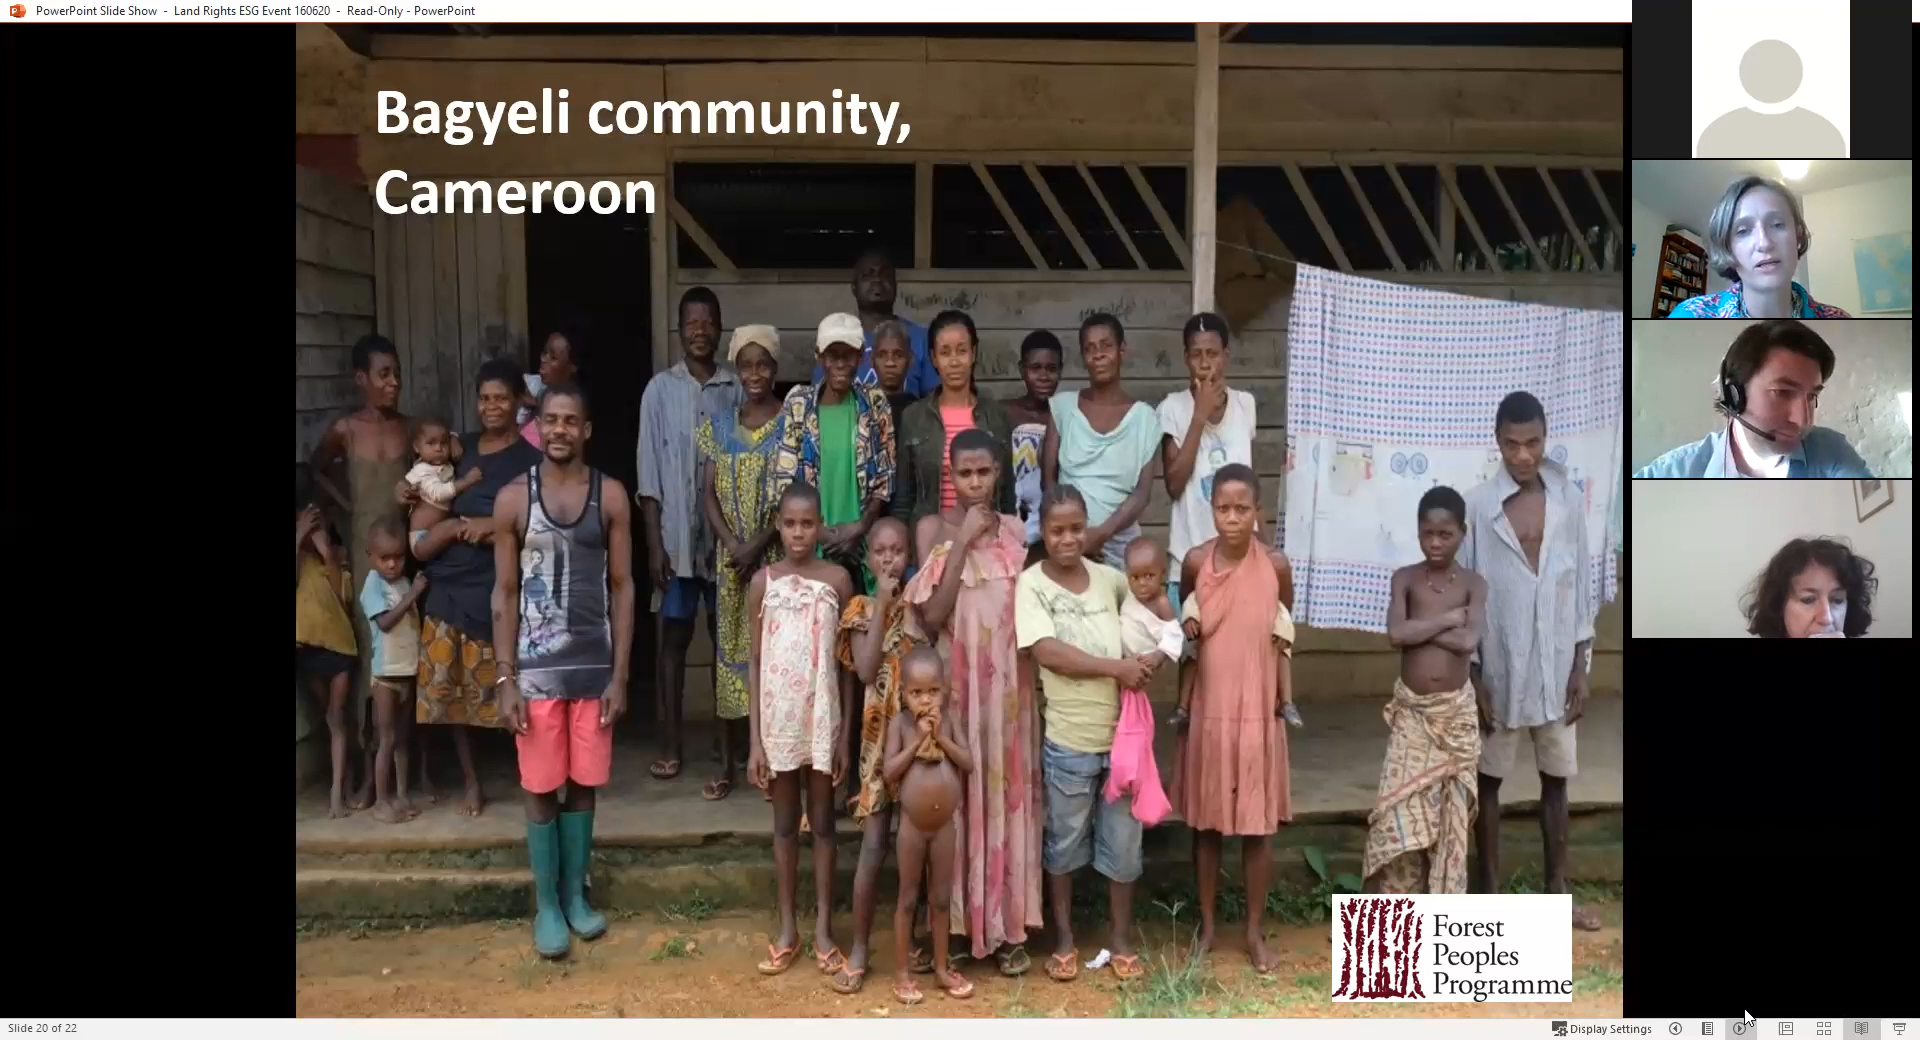 PowerPoint Slide Show - Land Rights ESG Event 160620 - Read-Only - PowerPoint
Bagyeli community,
Cameroon
Forest
Peoples
Programme
Slide 20 of 22
Display Settings